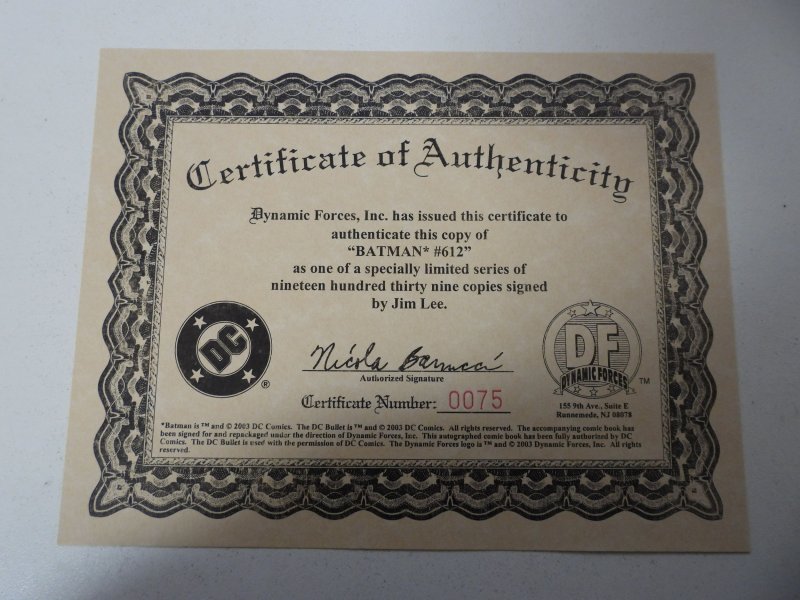 Certificate of Authenticity
Dynamic Forces, Inc. has issued this certificate to
authenticate this copy of
“BATMAN* #612”
as one of a specially limited series of
nineteen hundred thirty nine copies signed
by Jim Lee.
DC
®
Nicola Barrucci
Authorized Signature
Certificate Number: 0075
DF
DYNAMIC FORCES
TM
155 9th Ave., Suite E
Runnemede, NJ 08078
*Batman is ™ and © 2003 DC Comics. The DC Bullet is ™ and © 2003 DC Comics. All rights reserved. The accompanying comic book has
been signed for and repackaged under the direction of Dynamic Forces, Inc. This autographed comic book has been fully authorized by DC
Comics. The DC Bullet is used with the permission of DC Comics. The Dynamic Forces logo is ™ and © 2003 Dynamic Forces, Inc. All rights
reserved.